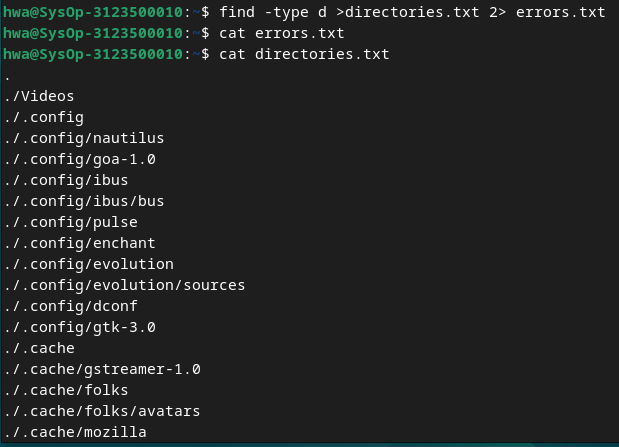 hwa@SysOp-3123500010:~$ find -type d >directories.txt 2> errors.txt
hwa@SysOp-3123500010:~$ cat errors.txt
hwa@SysOp-3123500010:~$ cat directories.txt
.
./Videos
./.config
./.config/nautilus
./.config/goa-1.0
./.config/ibus
./.config/ibus/bus
./.config/pulse
./.config/enchant
./.config/evolution
./.config/evolution/sources
./.config/dconf
./.config/gtk-3.0
./.cache
./.cache/gstreamer-1.0
./.cache/folks
./.cache/folks/avatars
./.cache/mozilla